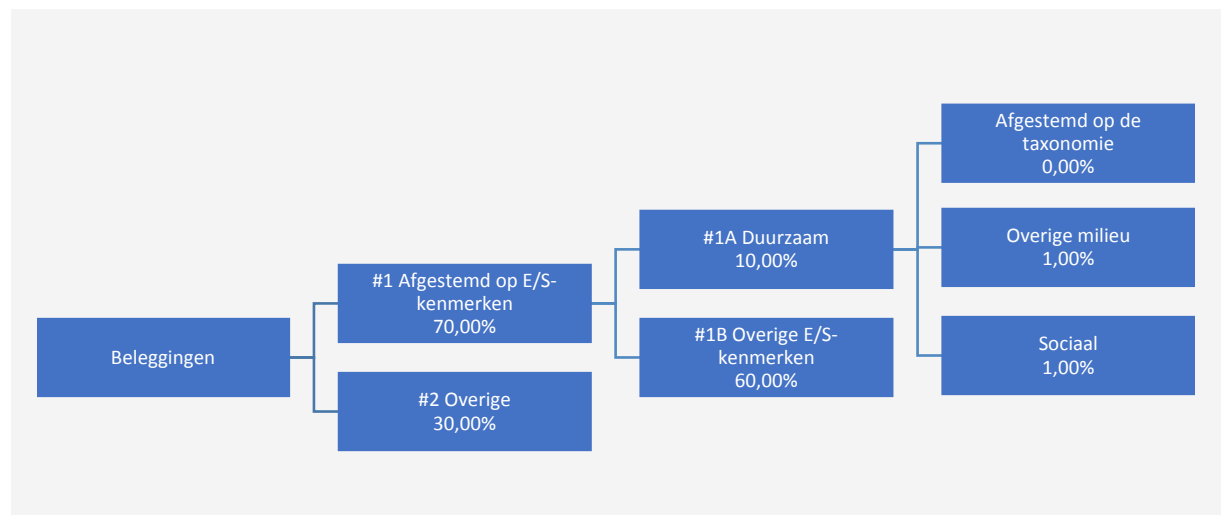 Beleggingen
#1 Afgestemd op E/S-
kenmerken
70,00%
#2 Overige
30,00%
#1A Duurzaam
10,00%
#1B Overige E/S-
kenmerken
60,00%
Afgestemd op de
taxonomie
0,00%
Overige milieu
1,00%
Sociaal
1,00%